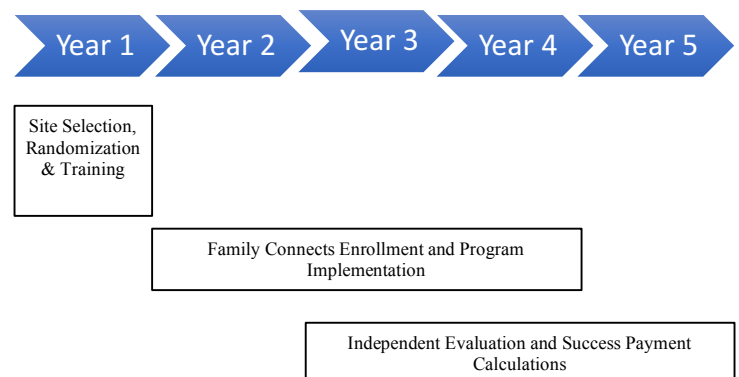 Year 1
Year 2
Year 3
Year 4
Year 5
Site Selection,
Randomization
& Training
Family Connects Enrollment and Program
Implementation
Independent Evaluation and Success Payment
Calculations